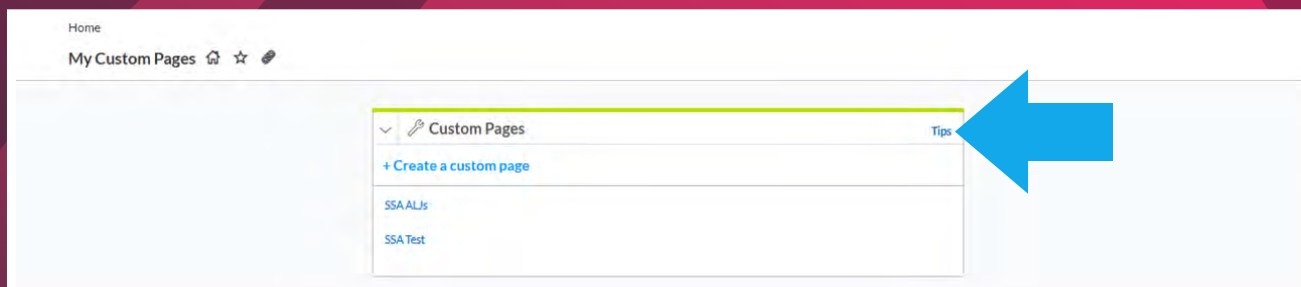 Home
My Custom Pages
Custom Pages Tips
+ Create a custom page
SSA ALJs
SSA Test